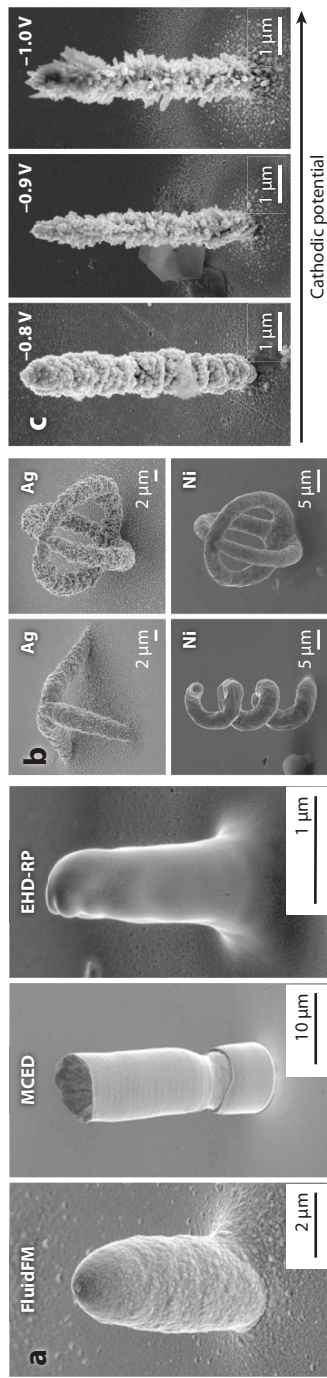 a
FluidFM
2 µm
MCED
10 µm
EHD-RP
1 µm
b
Ag
2 µm
Ag
2 µm
Ni
5 µm
Ni
5 µm
c
–0.8 V
1 µm
–0.9 V
1 µm
–1.0 V
1 µm
Cathodic potential